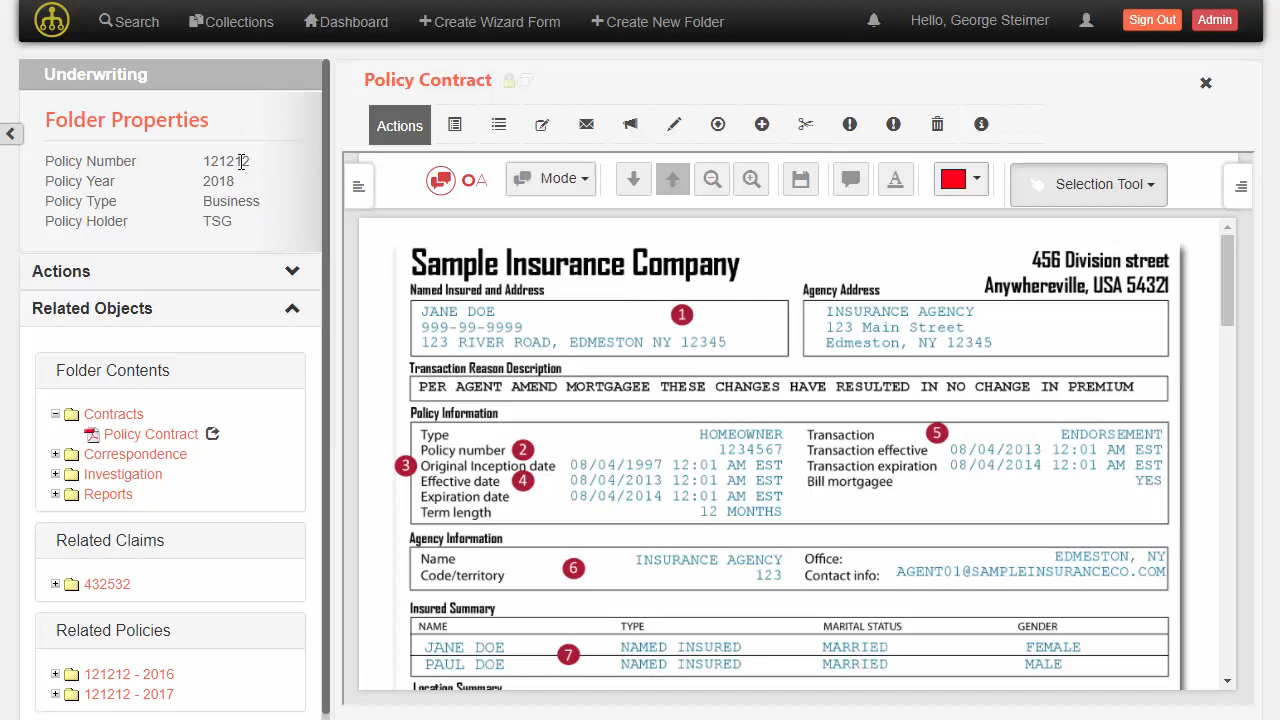 Search Collections Dashboard Create Wizard Form Create New Folder Hello, George Steimer Sign Out Admin
Underwriting
Folder Properties
Policy Number 121212
Policy Year 2018
Policy Type Business
Policy Holder TSG
Actions
Related Objects
Folder Contents
Contracts
Policy Contract
Correspondence
Investigation
Reports
Related Claims
432532
Related Policies
121212 - 2016
121212 - 2017
Policy Contract
Actions
OA Mode A Selection Tool
Sample Insurance Company
456 Division street
Anywhereville, USA 54321
Named Insured and Address
JANE DOE 1
999-99-9999
123 RIVER ROAD, EDMESTON NY 12345
Agency Address
INSURANCE AGENCY
123 Main Street
Edmeston, NY 12345
Transaction Reason Description
PER AGENT AMEND MORTGAGEE THESE CHANGES HAVE RESULTED IN NO CHANGE IN PREMIUM
Policy Information
Type HOMEOWNER
Policy number 2 1234567
3 Original Inception date 08/04/1997 12:01 AM EST
Effective date 4 08/04/2013 12:01 AM EST
Expiration date 08/04/2014 12:01 AM EST
Term length 12 MONTHS
Transaction 5 ENDORSEMENT
Transaction effective 08/04/2013 12:01 AM EST
Transaction expiration 08/04/2014 12:01 AM EST
Bill mortgagee YES
Agency Information
Name INSURANCE AGENCY
Code/territory 6 123
Office: EDMESTON, NY
Contact info: AGENT01@SAMPLEINSURANCECO.COM
Insured Summary
NAME TYPE MARITAL STATUS GENDER
JANE DOE NAMED INSURED MARRIED FEMALE
PAUL DOE 7 NAMED INSURED MARRIED MALE
Location Summary